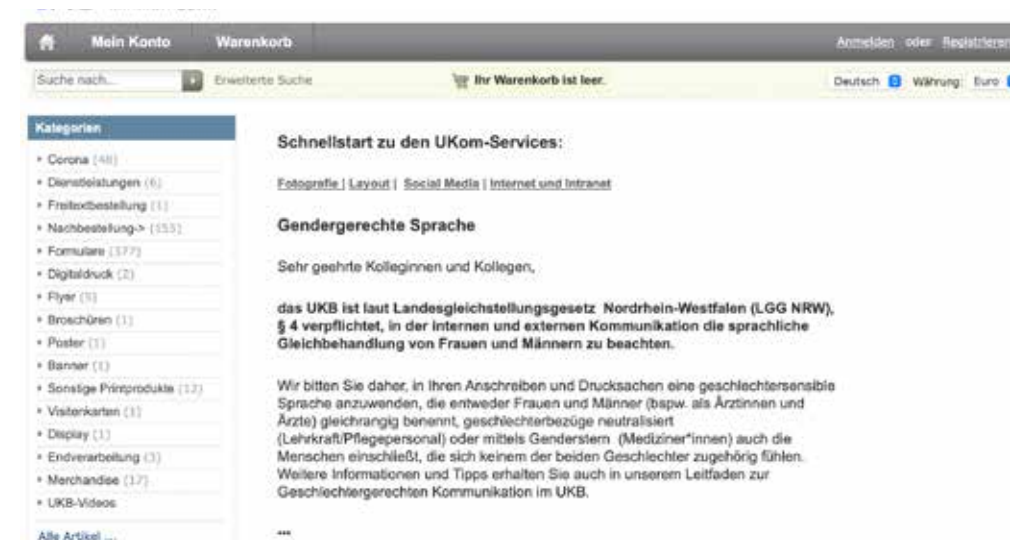 Mein Konto Warenkorb Anmelden oder Registrieren
Suche nach... Erweiterte Suche Ihr Warenkorb ist leer. Deutsch Währung: Euro
Kategorien
Corona (48)
Dienstleistungen (6)
Freitextbestellung (1)
Nachbestellung-> (153)
Formulare (377)
Digitaldruck (2)
Flyer (5)
Broschüren (1)
Poster (1)
Banner (1)
Sonstige Printprodukte (12)
Visitenkarten (1)
Display (1)
Endverarbeitung (3)
Merchandise (17)
UKB-Videos
Alle Artikel ...
Schnellstart zu den UKom-Services:
Fotografie | Layout | Social Media | Internet und Intranet
Gendergerechte Sprache
Sehr geehrte Kolleginnen und Kollegen,
das UKB ist laut Landesgleichstellungsgesetz Nordrhein-Westfalen (LGG NRW),
§ 4 verpflichtet, in der internen und externen Kommunikation die sprachliche
Gleichbehandlung von Frauen und Männern zu beachten.
Wir bitten Sie daher, in Ihren Anschreiben und Drucksachen eine geschlechtersensible
Sprache anzuwenden, die entweder Frauen und Männer (bspw. als Ärztinnen und
Ärzte) gleichrangig benennt, geschlechterbezüge neutralisiert
(Lehrkraft/Pflegepersonal) oder mittels Genderstern (Mediziner*innen) auch die
Menschen einschließt, die sich keinem der beiden Geschlechter zugehörig fühlen.
Weitere Informationen und Tipps erhalten Sie auch in unserem Leitfaden zur
Geschlechtergerechten Kommunikation im UKB.
...